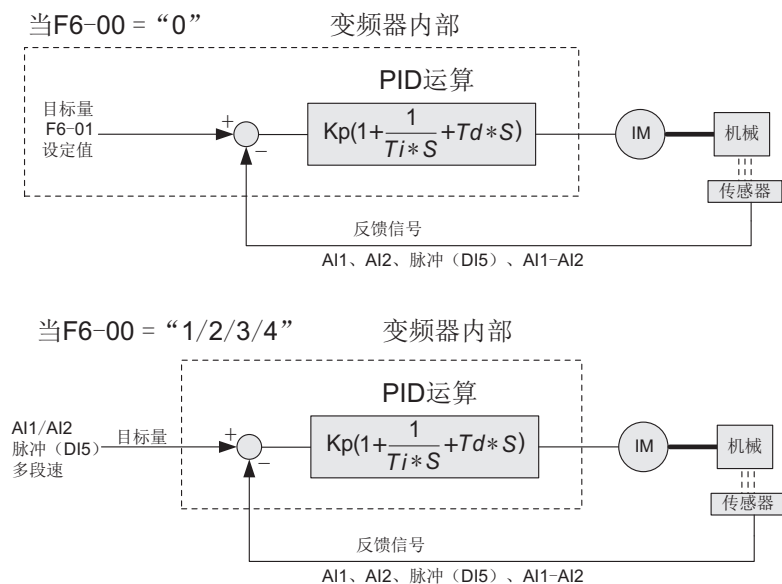 当F6-00 = “0”
变频器内部
PID运算
目标量
F6-01
设定值
+
−
Kp(1+1/Ti*S+Td*S)
IM
机械
传感器
反馈信号
AI1、AI2、脉冲（DI5）、AI1-AI2
当F6-00 = “1/2/3/4”
变频器内部
PID运算
AI1/AI2
脉冲（DI5）
多段速
目标量
+
−
Kp(1+1/Ti*S+Td*S)
IM
机械
传感器
反馈信号
AI1、AI2、脉冲（DI5）、AI1-AI2